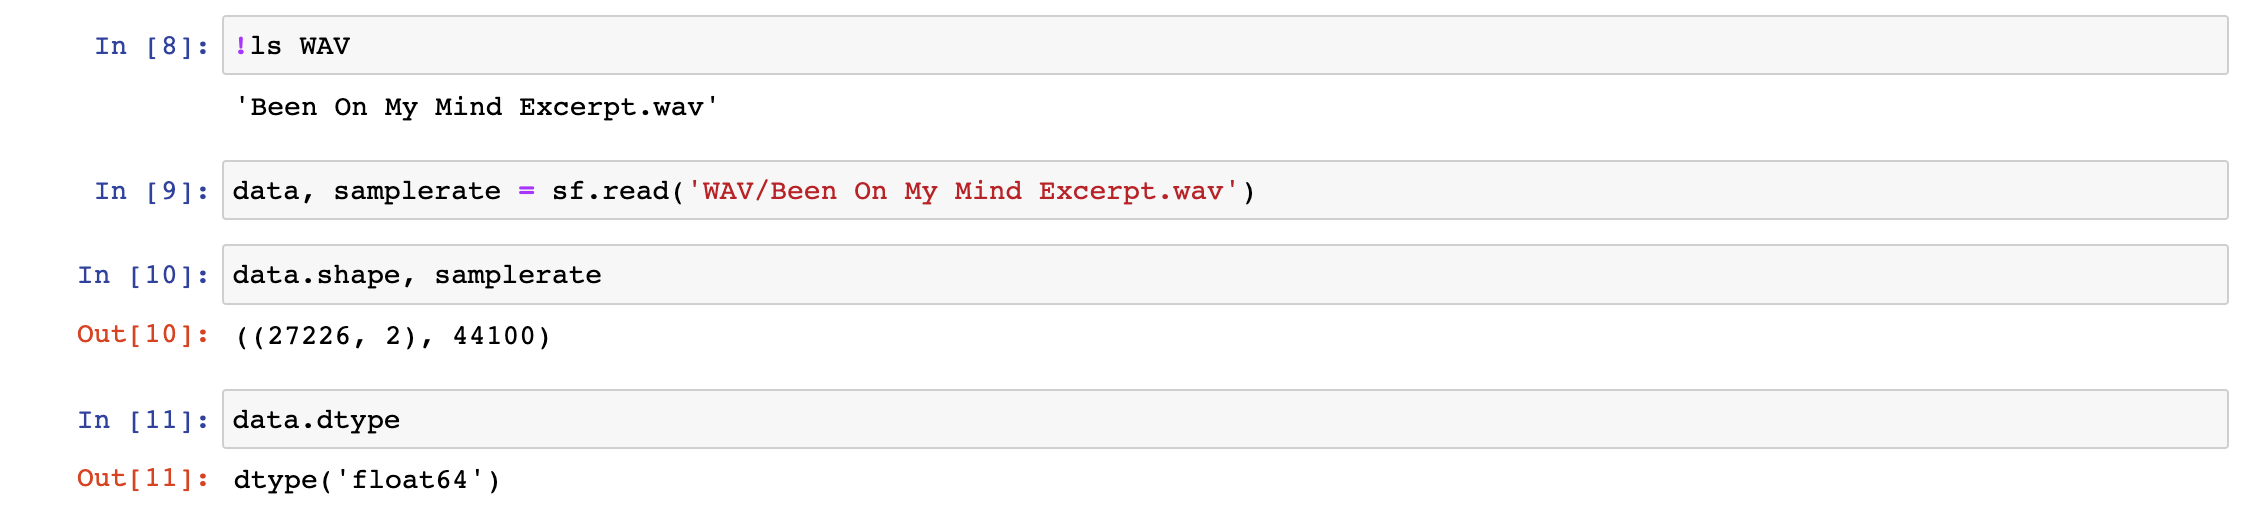 In [8]: !ls WAV
'Been On My Mind Excerpt.wav'
In [9]: data, samplerate = sf.read('WAV/Been On My Mind Excerpt.wav')
In [10]: data.shape, samplerate
Out[10]: ((27226, 2), 44100)
In [11]: data.dtype
Out[11]: dtype('float64')